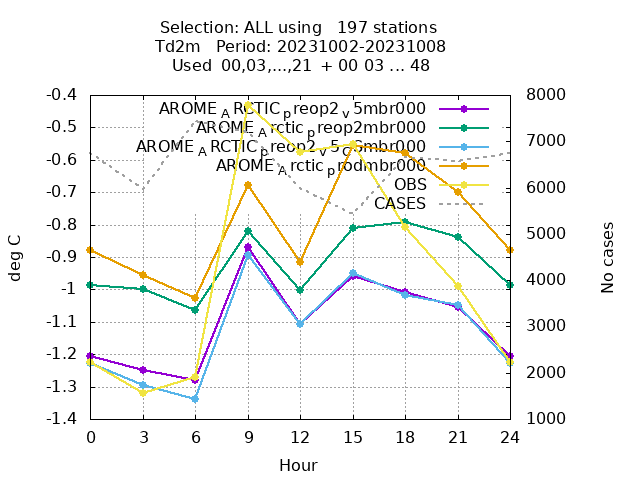 Selection: ALL using   197 stations
Td2m   Period: 20231002-20231008
Used  00,03,...,21  + 00 03 ... 48
-0.4
-0.5
-0.6
-0.7
-0.8
-0.9
-1
-1.1
-1.2
-1.3
-1.4
deg C
AROME_ARCTIC_preop2_v5mbr000
AROME_Arctic_preop2mbr000
AROME_Arctic_prodmbr000
OBS
CASES
8000
7000
6000
5000
4000
3000
2000
1000
No cases
0 3 6 9 12 15 18 21 24
Hour